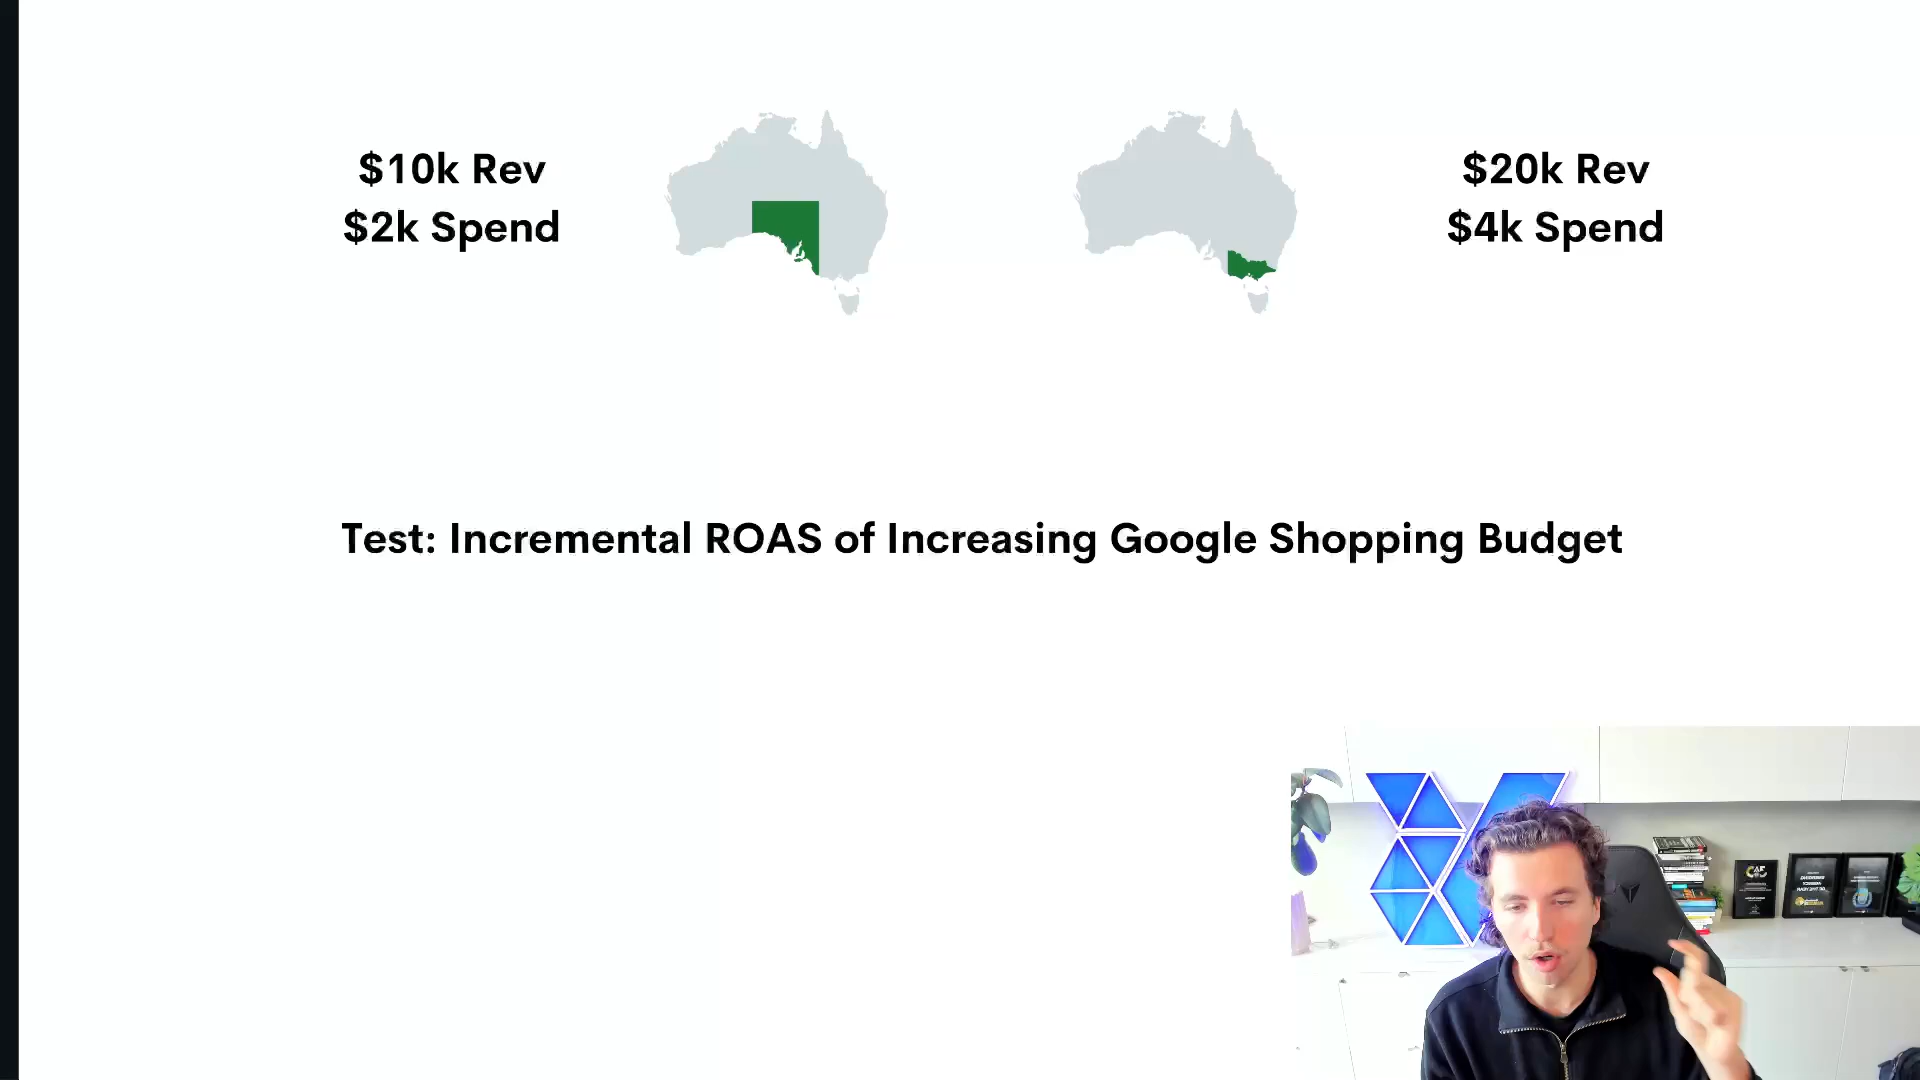 $10k Rev
$2k Spend
$20k Rev
$4k Spend
Test: Incremental ROAS of Increasing Google Shopping Budget